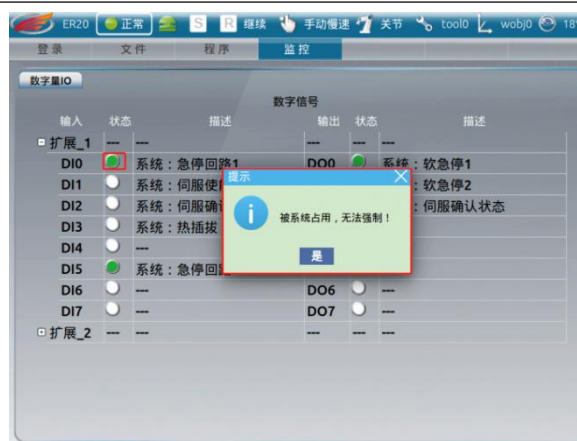 ER20 正常 S R 继续 手动慢速 关节 tool0 wobj0 18
登录 文件 程序 监控
数字量IO
数字信号
输入 状态 描述 输出 状态 描述
扩展_1 --- --- --- --- ---
DI0 系统：急停回路1 DO0 系统：软急停1
DI1 系统：伺服使 ：软急停2
DI2 系统：伺服确 ：伺服确认状态
DI3 系统：热插拔
DI4 ---
DI5 系统：急停回
DI6 --- DO6 ---
DI7 --- DO7 ---
扩展_2 --- --- --- --- ---
提示
被系统占用，无法强制！
是